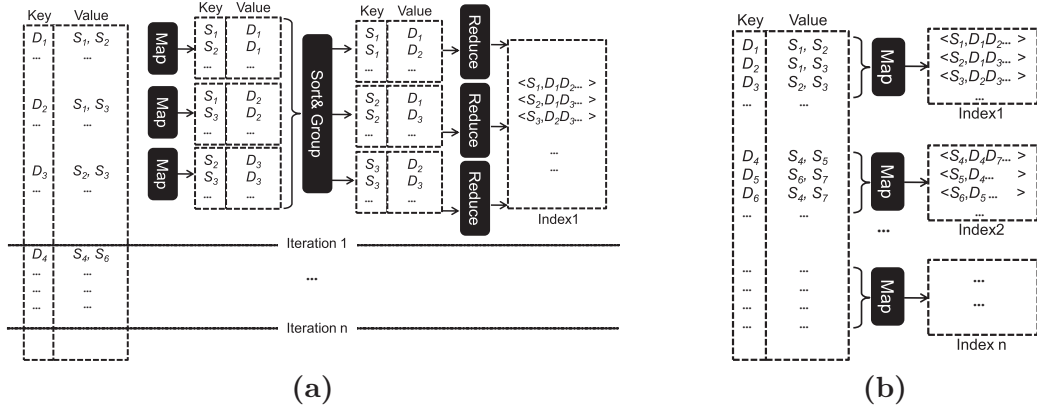 Key Value
D1 S1, S2
... ...
D2 S1, S3
... ...
D3 S2, S3
... ...
Map
Map
Map
Key Value
S1 D1
S2 D1
... ...
S1 D2
S3 D2
... ...
S2 D3
S3 D3
... ...
Sort& Group
Key Value
S1 D1
S1 D2
... ...
S2 D1
S2 D3
... ...
S3 D2
S3 D3
... ...
Reduce
Reduce
Reduce
<S1,D1D2... >
<S2,D1D3... >
<S3,D2D3... >
...
...
Index1
Iteration 1
D4 S4, S6
... ...
... ...
... ...
...
Iteration n
(a)
Key Value
D1 S1, S2
D2 S1, S3
D3 S2, S3
... ...
Map
<S1,D1D2... >
<S2,D1D3... >
<S3,D2D3... >
...
Index1
D4 S4, S5
D5 S6, S7
D6 S4, S7
... ...
Map
<S4,D4D7... >
<S5,D4... >
<S6,D5 ... >
...
Index2
...
... ...
... ...
... ...
... ...
Map
...
...
Index n
(b)